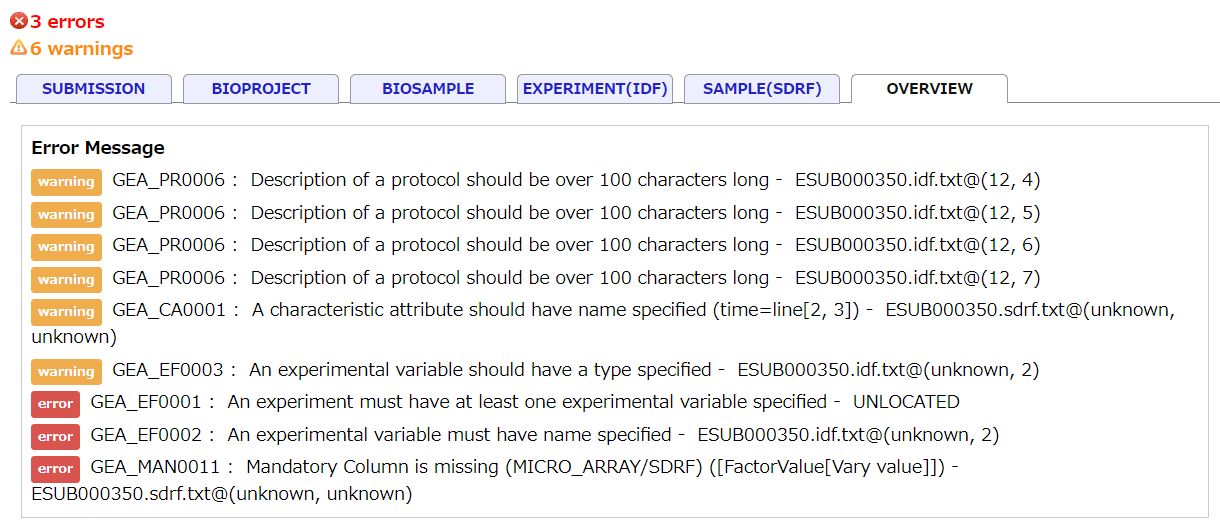 3 errors
6 warnings
SUBMISSION BIOPROJECT BIOSAMPLE EXPERIMENT(IDF) SAMPLE(SDRF) OVERVIEW
Error Message
warning GEA_PR0006 : Description of a protocol should be over 100 characters long - ESUB000350.idf.txt@(12, 4)
warning GEA_PR0006 : Description of a protocol should be over 100 characters long - ESUB000350.idf.txt@(12, 5)
warning GEA_PR0006 : Description of a protocol should be over 100 characters long - ESUB000350.idf.txt@(12, 6)
warning GEA_PR0006 : Description of a protocol should be over 100 characters long - ESUB000350.idf.txt@(12, 7)
warning GEA_CA0001 : A characteristic attribute should have name specified (time=line[2, 3]) - ESUB000350.sdrf.txt@(unknown,
unknown)
warning GEA_EF0003 : An experimental variable should have a type specified - ESUB000350.idf.txt@(unknown, 2)
error GEA_EF0001 : An experiment must have at least one experimental variable specified - UNLOCATED
error GEA_EF0002 : An experimental variable must have name specified - ESUB000350.idf.txt@(unknown, 2)
error GEA_MAN0011 : Mandatory Column is missing (MICRO_ARRAY/SDRF) ([FactorValue[Vary value]]) -
ESUB000350.sdrf.txt@(unknown, unknown)